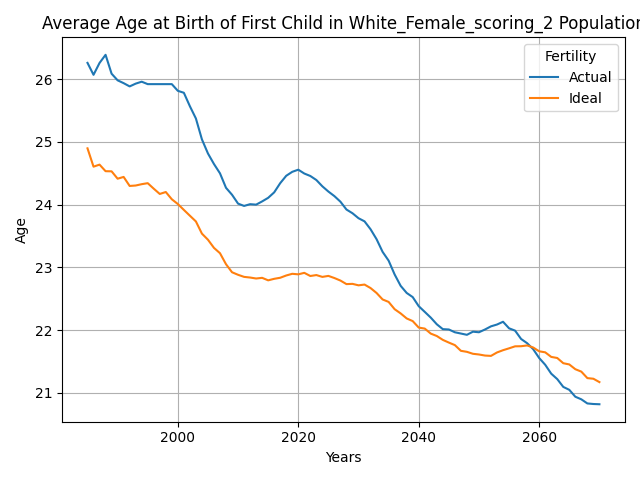 Average Age at Birth of First Child in White_Female_scoring_2 Population
Fertility
Actual
Ideal
Age
26
25
24
23
22
21
2000 2020 2040 2060
Years